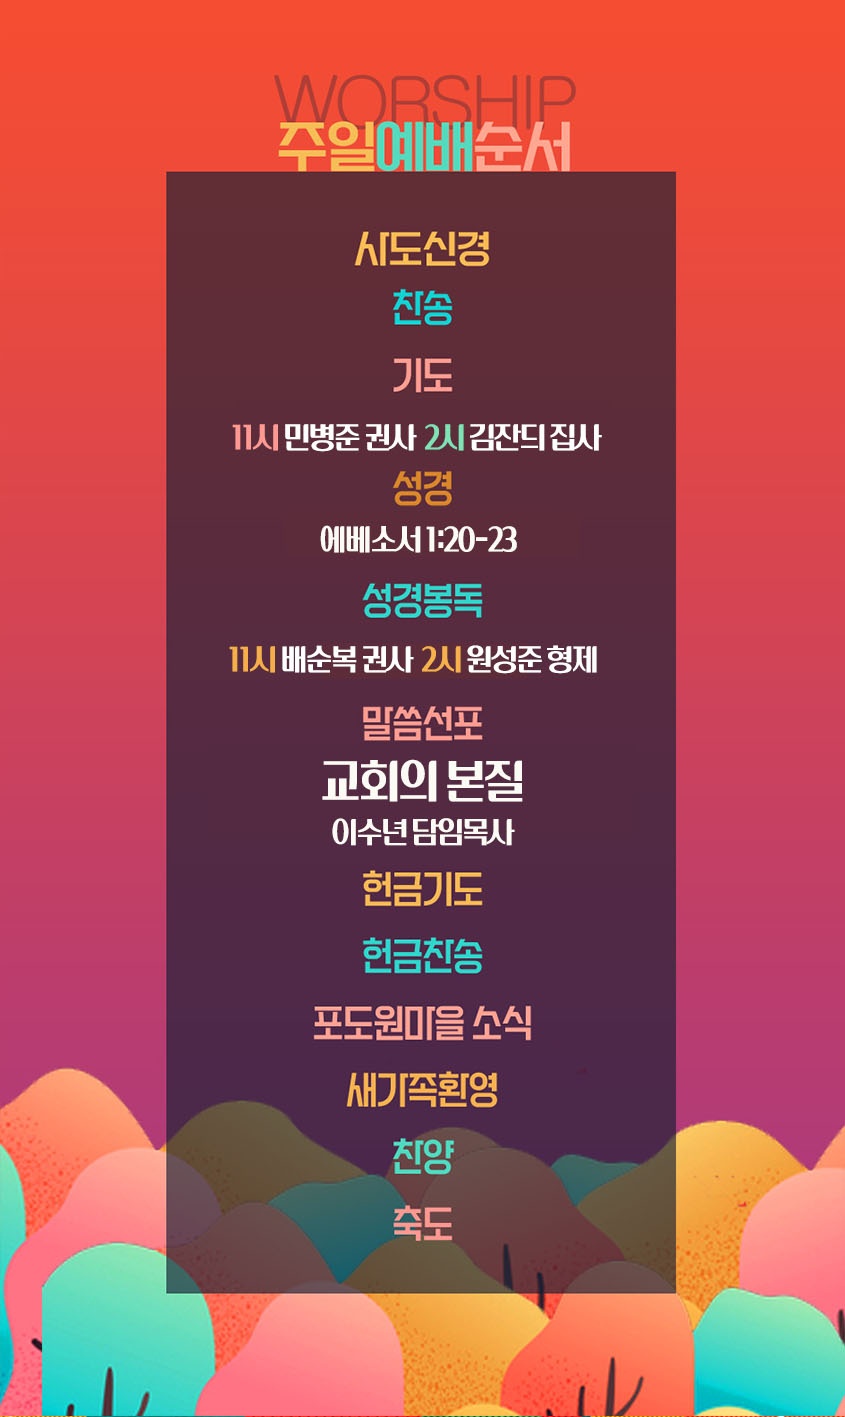 WORSHIP
주일예배순서
사도신경
찬송
기도
11시 민병준 권사 2시 김잔듸 집사
성경
에베소서 1:20-23
성경봉독
11시 배순복 권사 2시 원성준 형제
말씀선포
교회의 본질
이수년 담임목사
헌금기도
헌금찬송
포도원마을 소식
새가족환영
찬양
축도